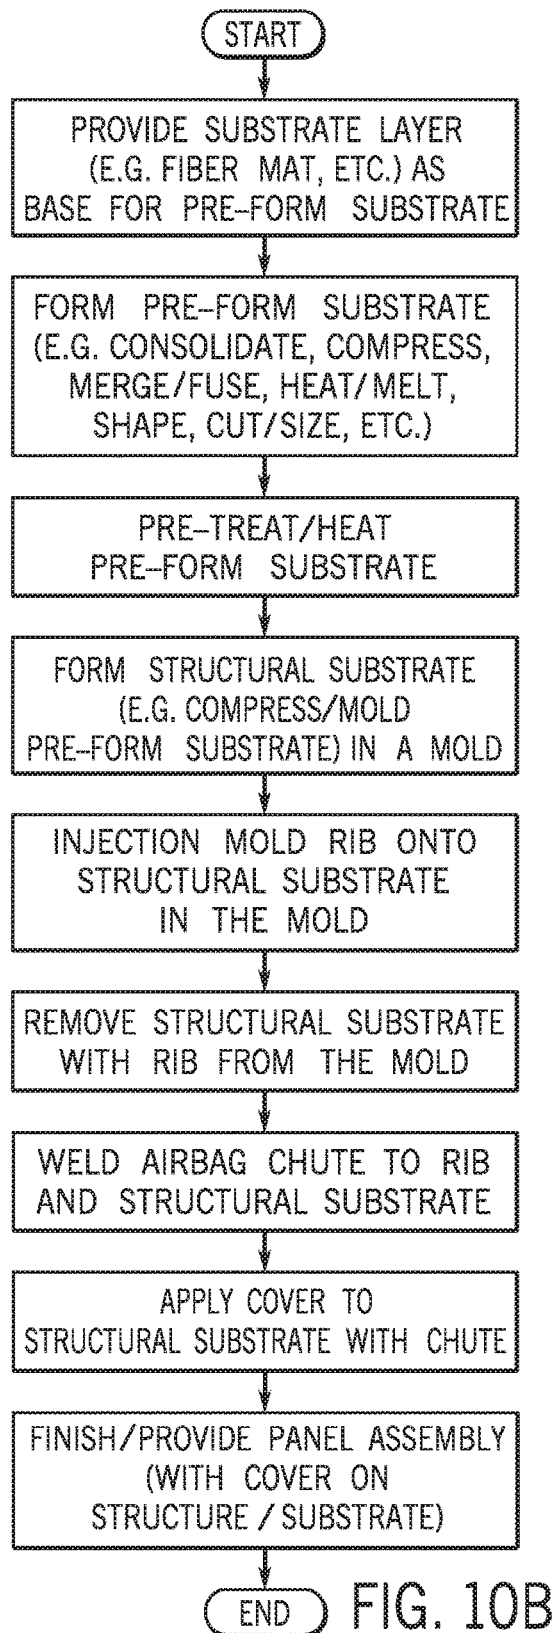 START
PROVIDE SUBSTRATE LAYER
(E.G. FIBER MAT, ETC.) AS
BASE FOR PRE-FORM SUBSTRATE
FORM PRE-FORM SUBSTRATE
(E.G. CONSOLIDATE, COMPRESS,
MERGE/FUSE, HEAT/MELT,
SHAPE, CUT/SIZE, ETC.)
PRE-TREAT/HEAT
PRE-FORM SUBSTRATE
FORM STRUCTURAL SUBSTRATE
(E.G. COMPRESS/MOLD
PRE-FORM SUBSTRATE) IN A MOLD
INJECTION MOLD RIB ONTO
STRUCTURAL SUBSTRATE
IN THE MOLD
REMOVE STRUCTURAL SUBSTRATE
WITH RIB FROM THE MOLD
WELD AIRBAG CHUTE TO RIB
AND STRUCTURAL SUBSTRATE
APPLY COVER TO
STRUCTURAL SUBSTRATE WITH CHUTE
FINISH/PROVIDE PANEL ASSEMBLY
(WITH COVER ON
STRUCTURE / SUBSTRATE)
END
FIG. 10B